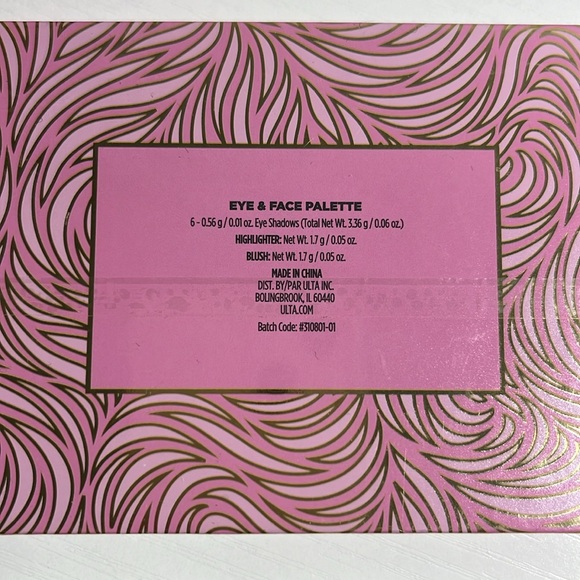 EYE & FACE PALETTE
6 – 0.56 g / 0.01 oz. Eye Shadows (Total Net Wt. 3.36 g / 0.06 oz.)
HIGHLIGHTER: Net Wt. 1.7 g / 0.05 oz.
BLUSH: Net Wt. 1.7 g / 0.05 oz.
MADE IN CHINA
DIST. BY/PAR ULTA INC.
BOLINGBROOK, IL 60440
ULTA.COM
Batch Code: #310801-01